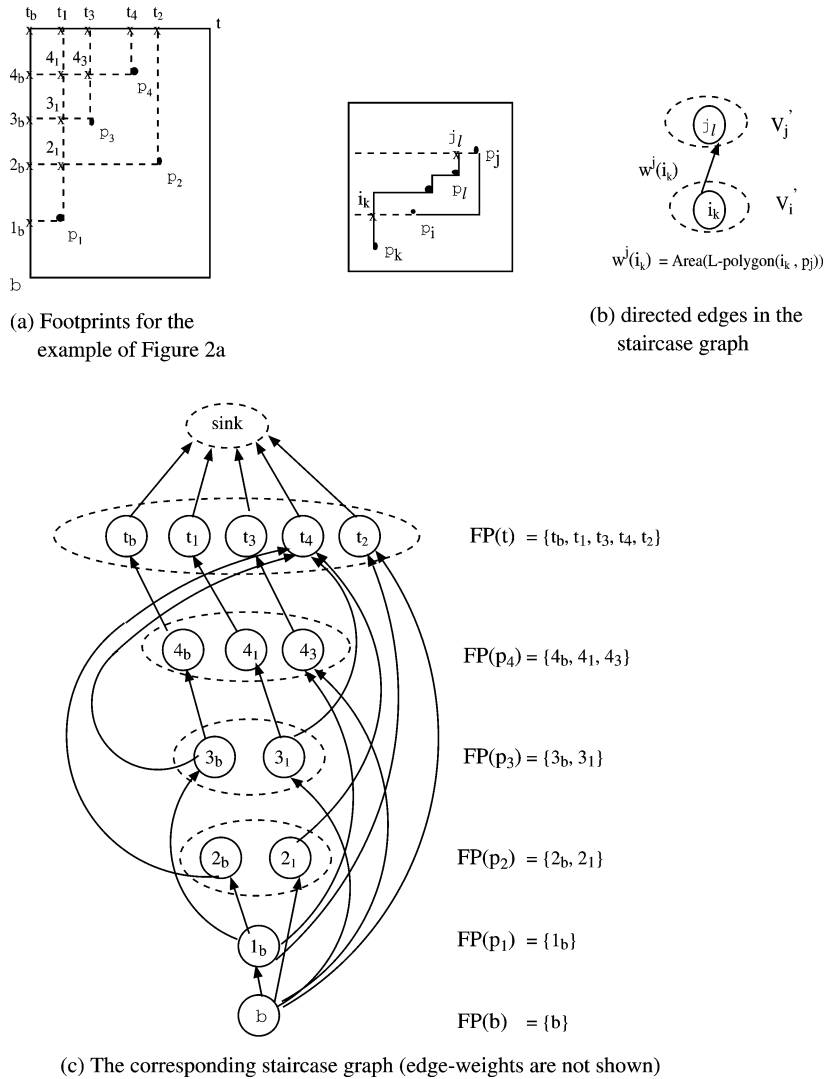 t_b t_1 t_3 t_4 t_2 t
4_1 4_3
4_b p_4
3_1
3_b p_3
2_1
2_b p_2
1_b p_1
b
(a) Footprints for the
example of Figure 2a
j_l p_j
p_l
i_k
p_i
p_k
j_l V_j'
w^j(i_k)
i_k V_i'
w^j(i_k) = Area(L-polygon(i_k , p_j))
(b) directed edges in the
staircase graph
sink
t_b t_1 t_3 t_4 t_2 FP(t) = {t_b, t_1, t_3, t_4, t_2}
4_b 4_1 4_3 FP(p_4) = {4_b, 4_1, 4_3}
3_b 3_1 FP(p_3) = {3_b, 3_1}
2_b 2_1 FP(p_2) = {2_b, 2_1}
1_b FP(p_1) = {1_b}
b FP(b) = {b}
(c) The corresponding staircase graph (edge-weights are not shown)